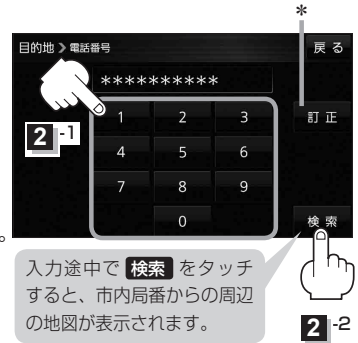 *
目的地 > 電話番号 戻る
**********
1 2 3 訂正
2 -1
4 5 6
7 8 9
0 検索
。
入力途中で 検索 をタッチ
すると、市内局番からの周辺
の地図が表示されます。
2 -2